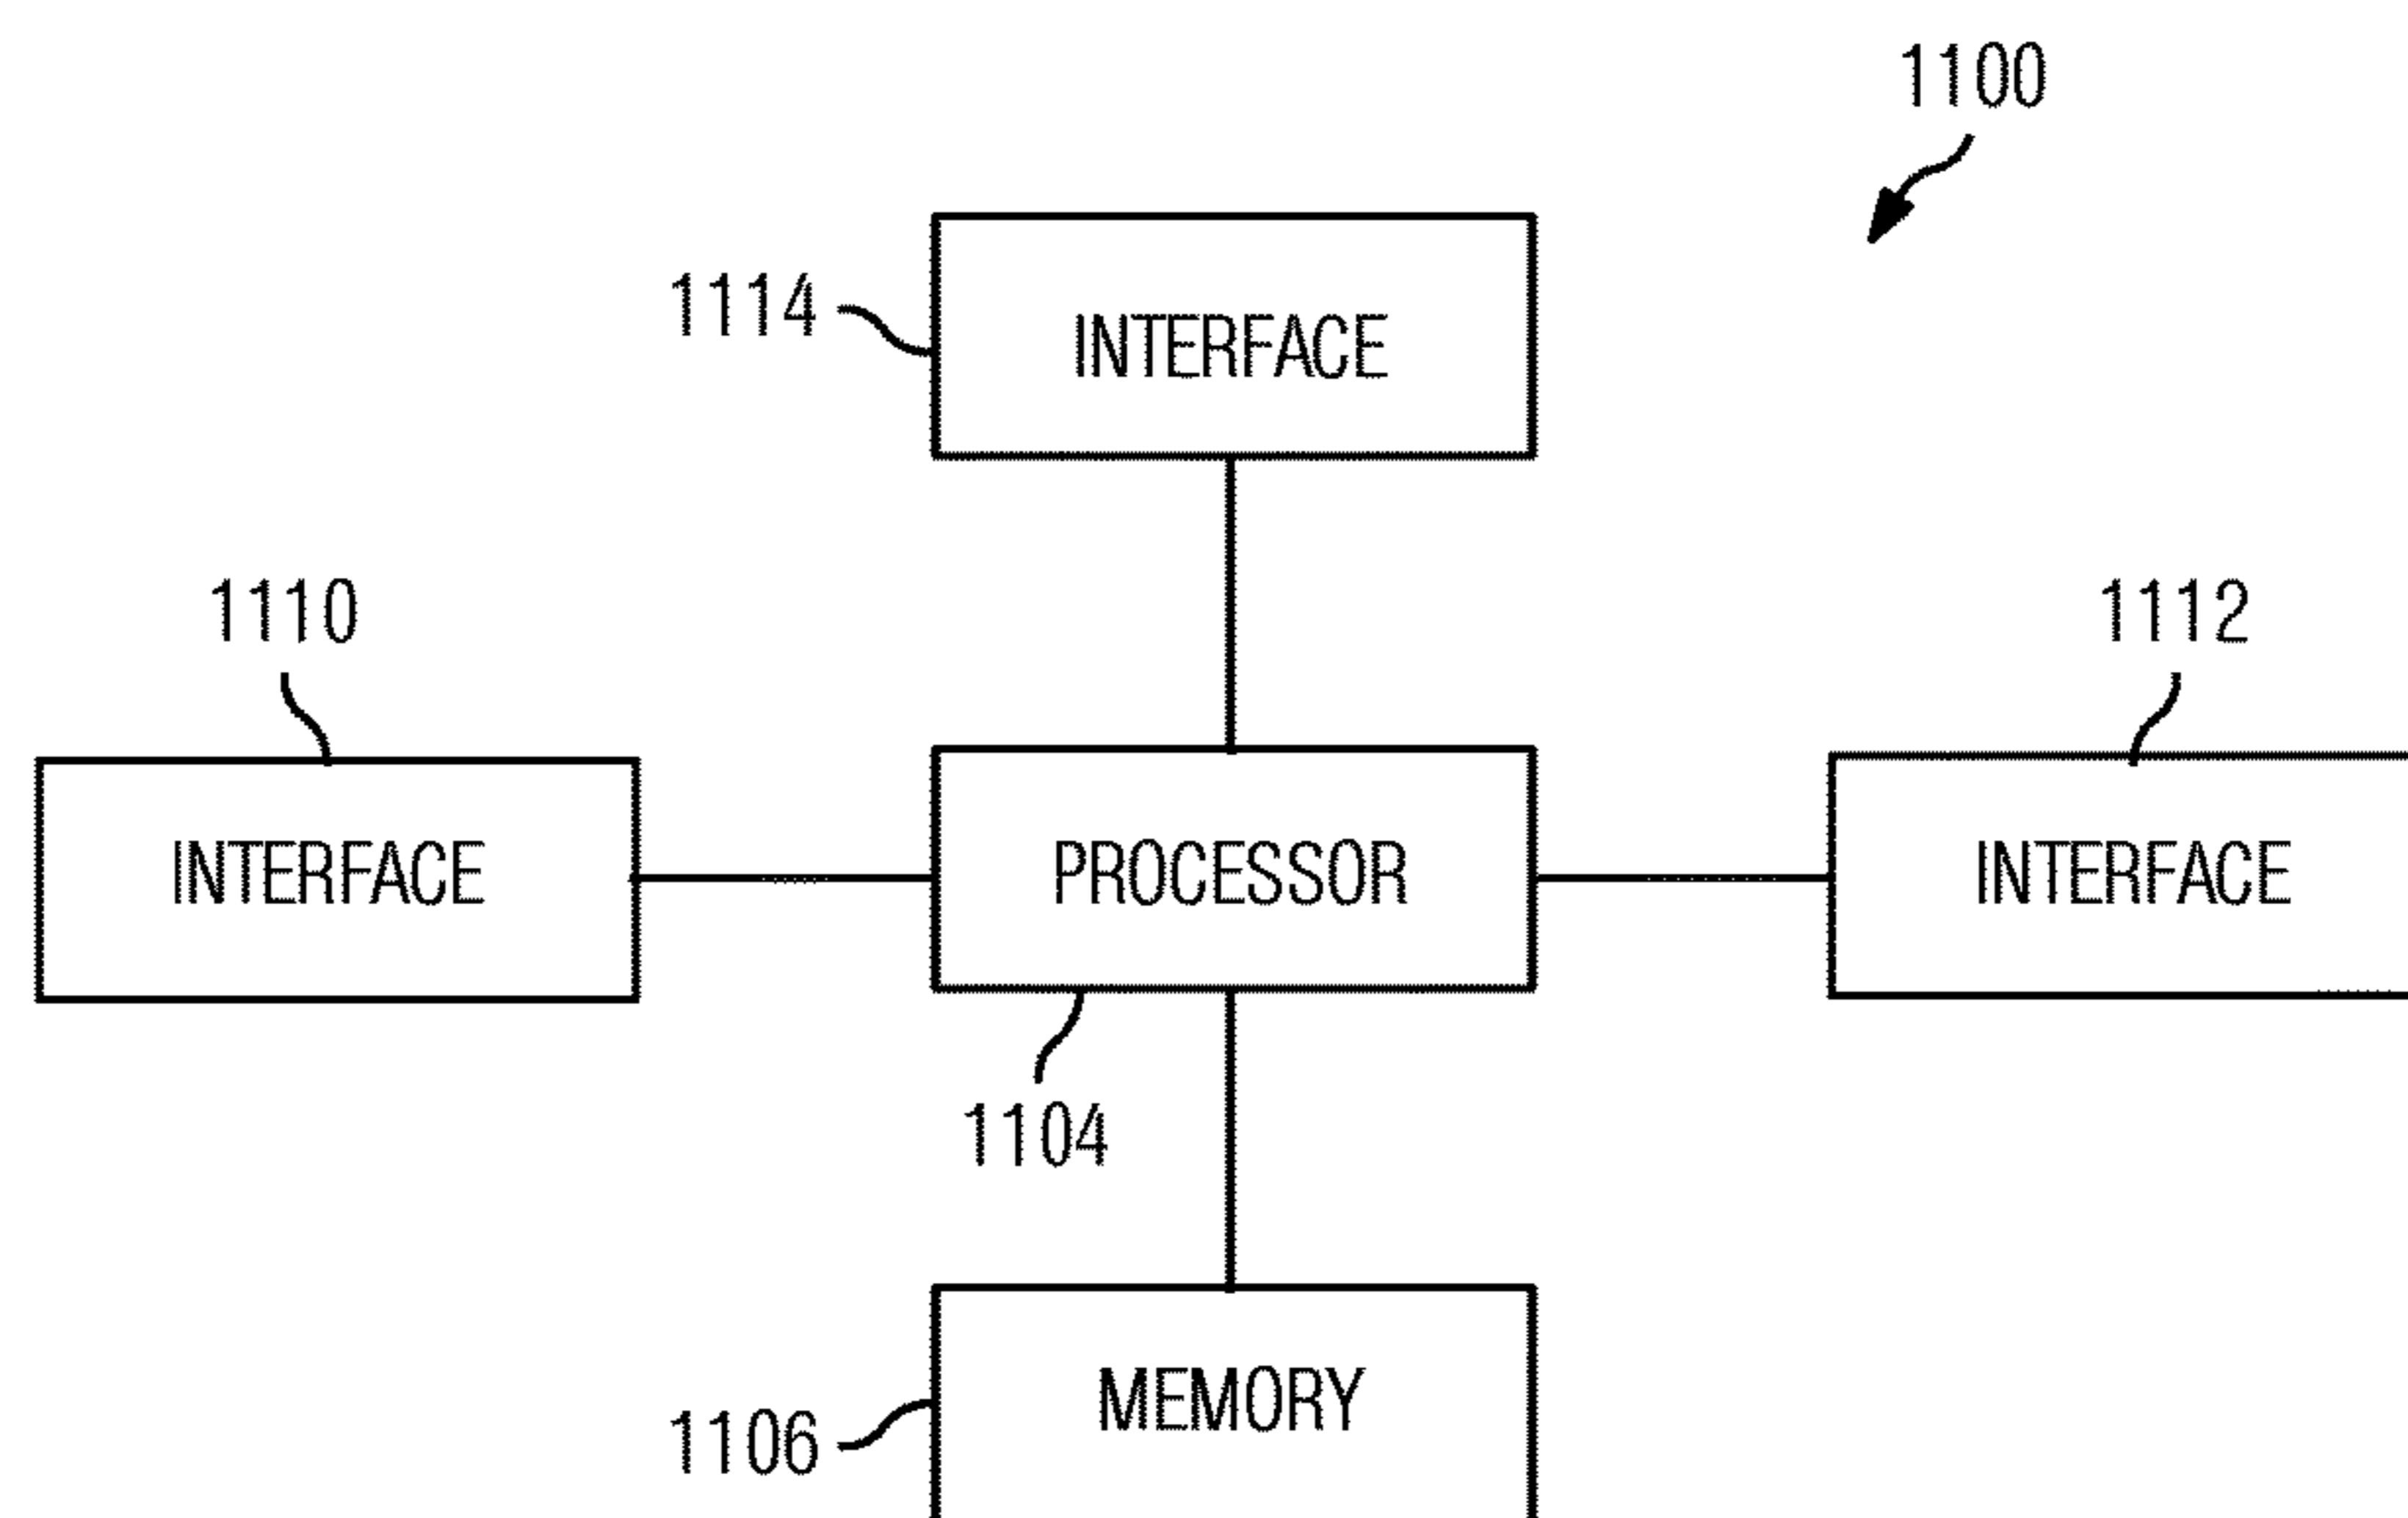 1100
1114
INTERFACE
1110
1112
INTERFACE
PROCESSOR
INTERFACE
1104
MEMORY
1106